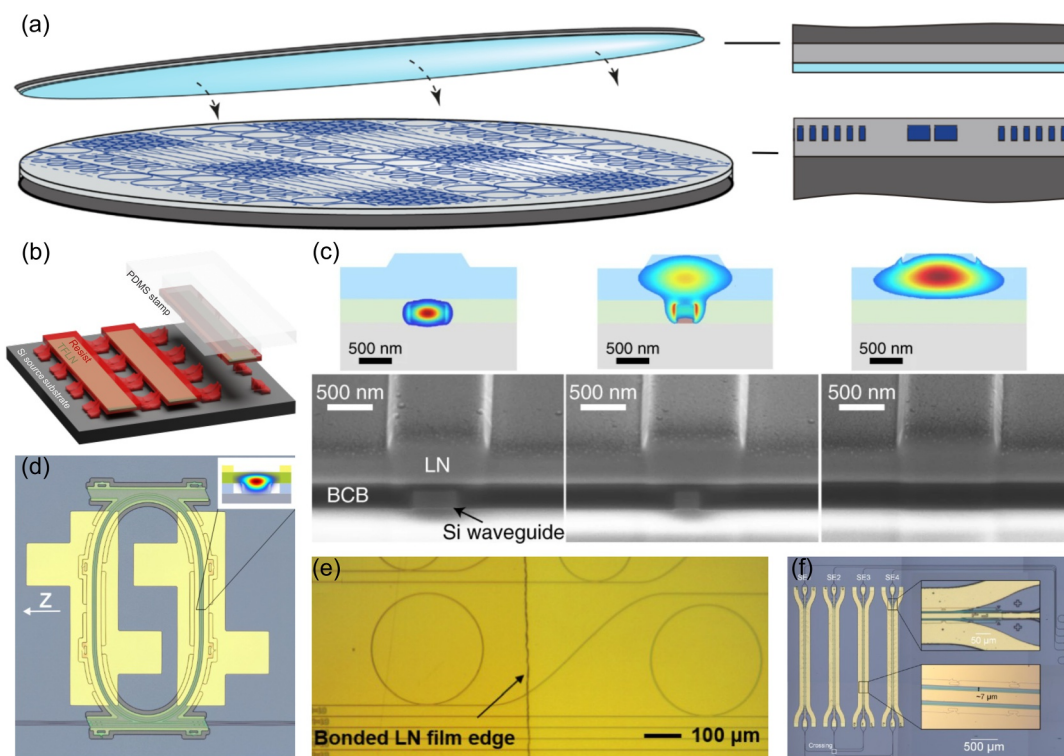 (a)
(b)
PDMS stamp
Resist
TFLN
Si source substrate
(c)
500 nm
500 nm
500 nm
500 nm
500 nm
500 nm
LN
BCB
Si waveguide
(d)
Z
(e)
Bonded LN film edge
100 μm
(f)
SE1
SE2
SE3
SE4
50 μm
~7 μm
Crossing
500 μm